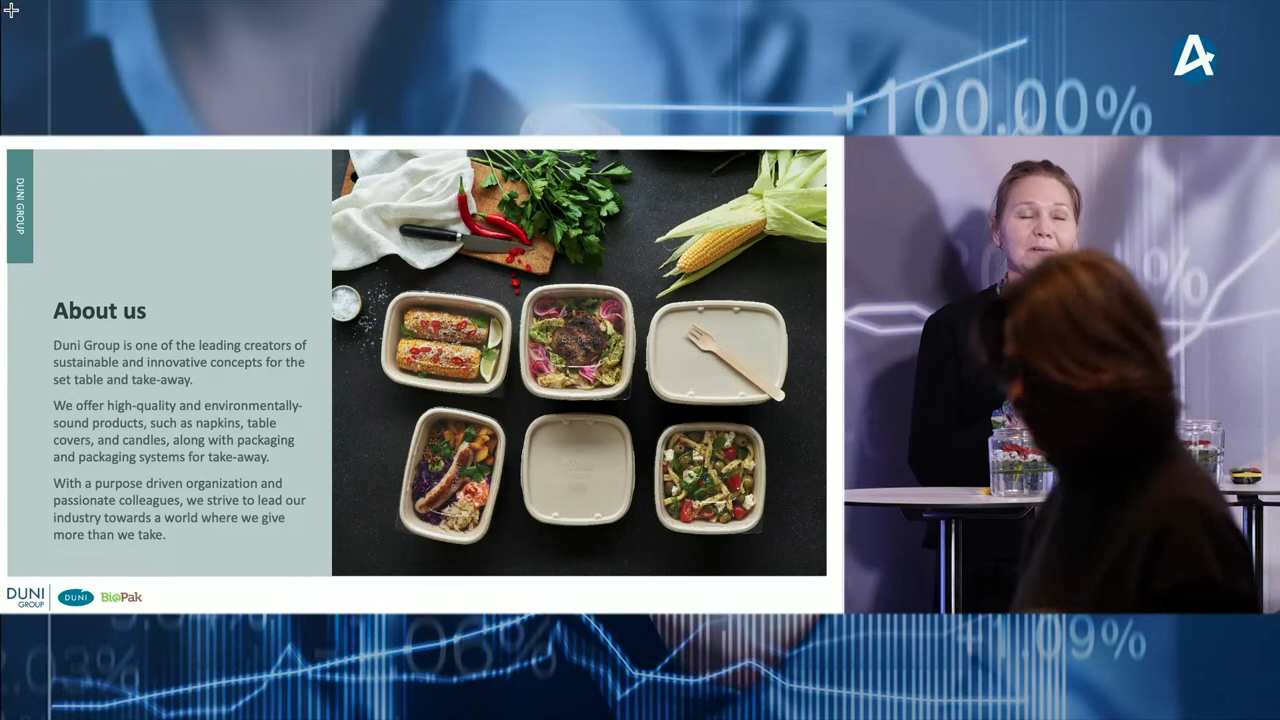 +100.00%
DUNI GROUP
About us
Duni Group is one of the leading creators of
sustainable and innovative concepts for the
set table and take-away.
We offer high-quality and environmentally-
sound products, such as napkins, table
covers, and candles, along with packaging
and packaging systems for take-away.
With a purpose driven organization and
passionate colleagues, we strive to lead our
industry towards a world where we give
more than we take.
DUNI
GROUP
DUNI
BioPak
2.03%
06%
1.09%